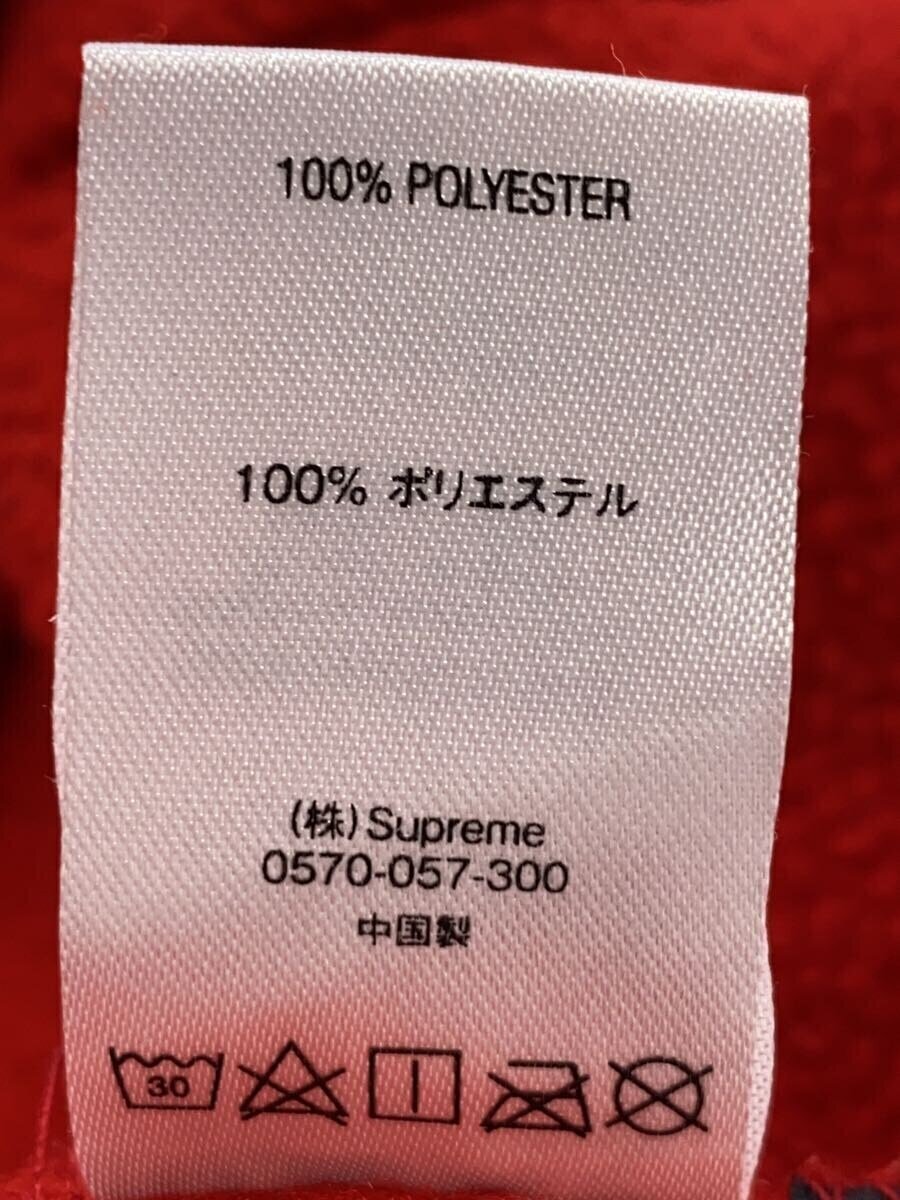 100% POLYESTER
100% ポリエステル
(株)Supreme
0570-057-300
中国製
30